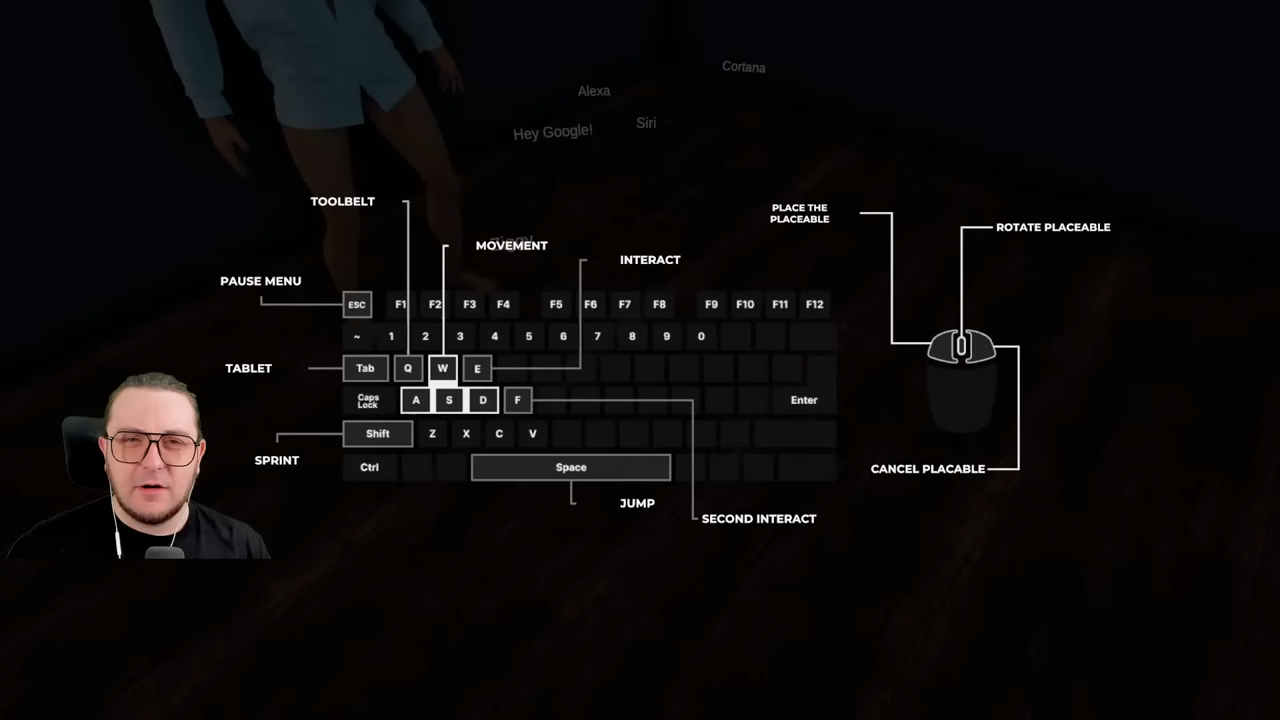 Cortana
Alexa
Hey Google!
Siri
TOOLBELT
PLACE THE
PLACEABLE
ROTATE PLACEABLE
MOVEMENT
INTERACT
PAUSE MENU
ESC F1 F2 F3 F4 F5 F6 F7 F8 F9 F10 F11 F12
~ 1 2 3 4 5 6 7 8 9 0
TABLET
Tab Q W E
Caps
Lock
A S D F Enter
Shift Z X C V
SPRINT
Ctrl Space
CANCEL PLACABLE
JUMP
SECOND INTERACT